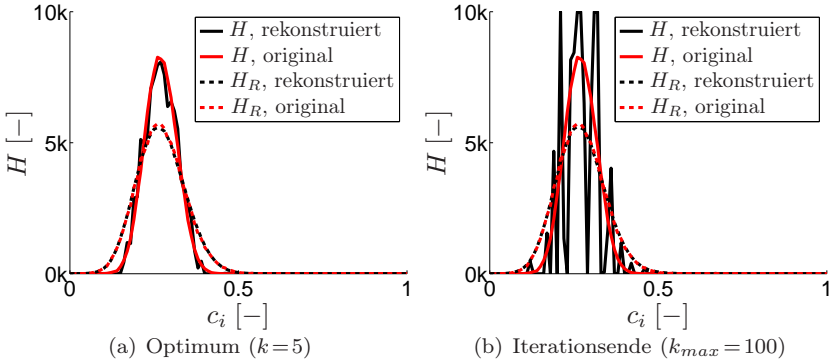 10k
5k
0k
H [−]
H, rekonstruiert
H, original
H_R, rekonstruiert
H_R, original
0
0.5
1
c_i [−]
(a) Optimum (k=5)
10k
5k
0k
H [−]
H, rekonstruiert
H, original
H_R, rekonstruiert
H_R, original
0
0.5
1
c_i [−]
(b) Iterationsende (k_max=100)